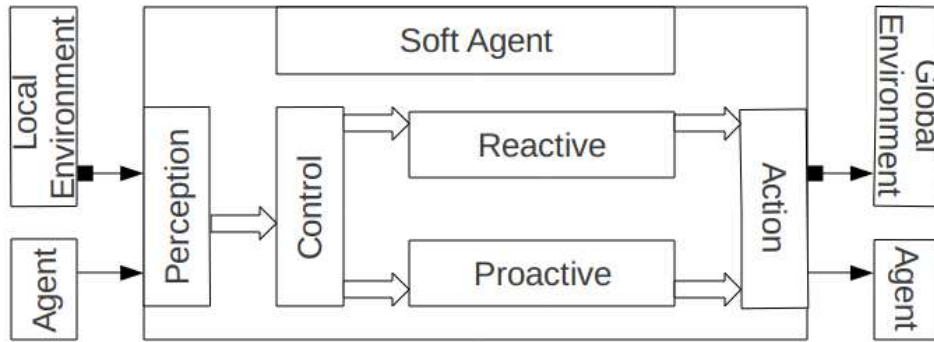 Local
Environment
Agent
Soft Agent
Perception
Control
Reactive
Proactive
Action
Global
Environment
Agent